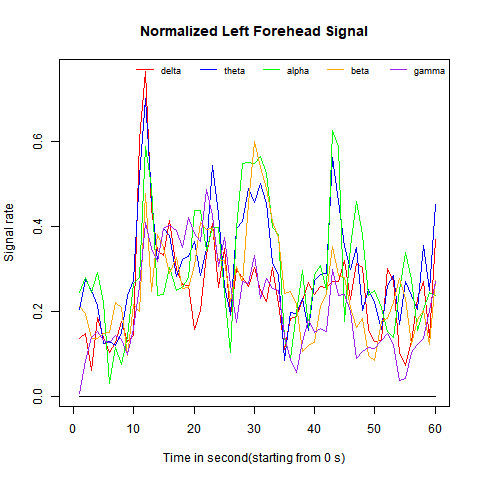 Normalized Left Forehead Signal
delta theta alpha beta gamma
Signal rate
0.6
0.4
0.2
0.0
0 10 20 30 40 50 60
Time in second(starting from 0 s)